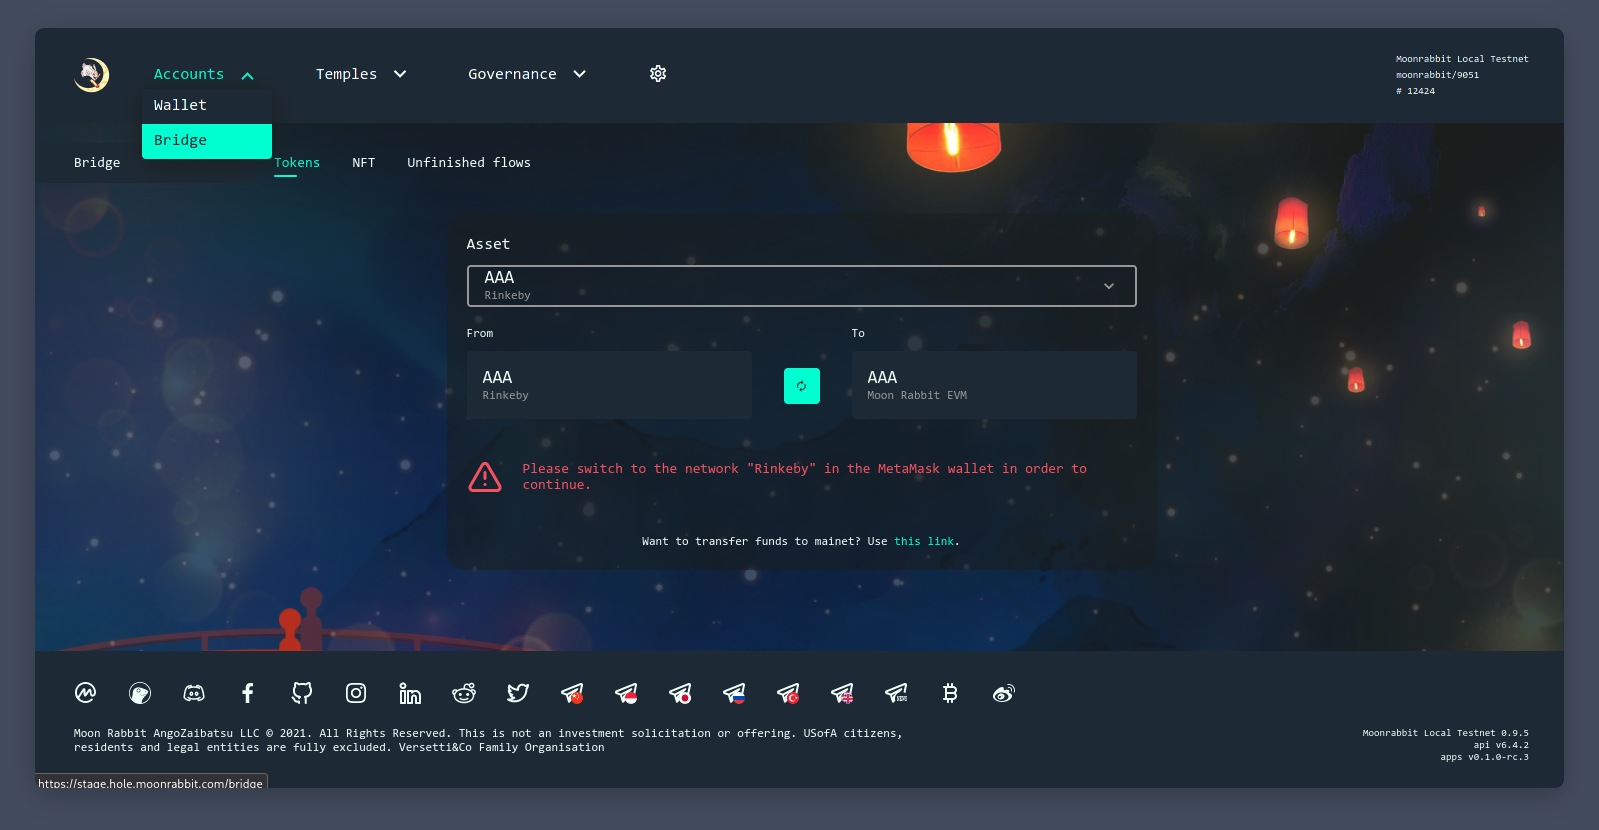 Accounts
Temples
Governance
Moonrabbit Local Testnet
moonrabbit/9051
# 12424
Wallet
Bridge
Bridge
Tokens
NFT
Unfinished flows
Asset
AAA
Rinkeby
From
To
AAA
Rinkeby
AAA
Moon Rabbit EVM
Please switch to the network "Rinkeby" in the MetaMask wallet in order to
continue.
Want to transfer funds to mainet? Use this link.
Moon Rabbit AngoZaibatsu LLC © 2021. All Rights Reserved. This is not an investment solicitation or offering. USofA citizens,
residents and legal entities are fully excluded. Versetti&Co Family Organisation
Moonrabbit Local Testnet 0.9.5
api v6.4.2
apps v0.1.0-rc.3
https://stage.hole.moonrabbit.com/bridge